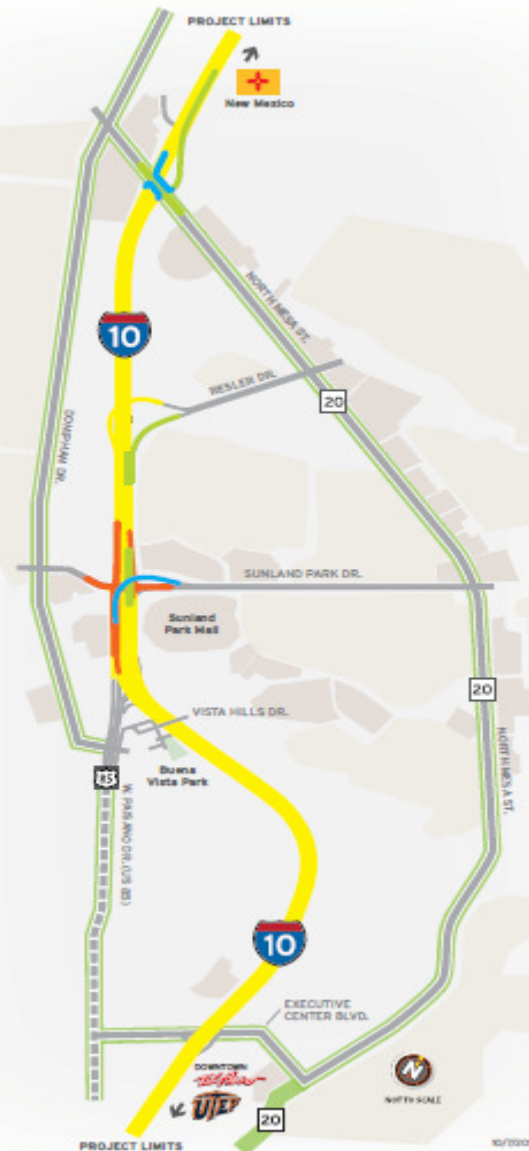 PROJECT LIMITS
New Mexico
NORTH MESA ST.
10
RESLER DR.
20
DONIPHAN DR.
SUNLAND PARK DR.
Sunland
Park Mall
20
VISTA HILLS DR.
NORTH MESA ST.
85
Buena
Vista Park
W. PAISANO DR. (US 85)
10
EXECUTIVE
CENTER BLVD.
DOWNTOWN
UTEP
N
NOT TO SCALE
20
PROJECT LIMITS